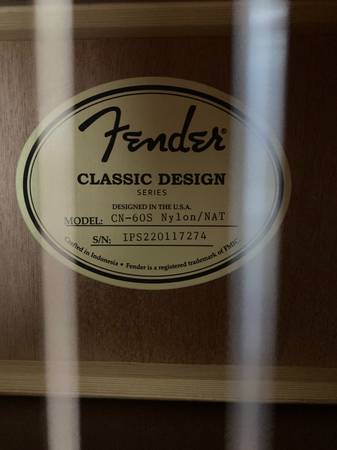 Fender®
CLASSIC DESIGN
SERIES
DESIGNED IN THE U.S.A.
MODEL: CN-60S Nylon/NAT
S/N: IPS220117274
Crafted in Indonesia • Fender is a registered trademark of FMIC